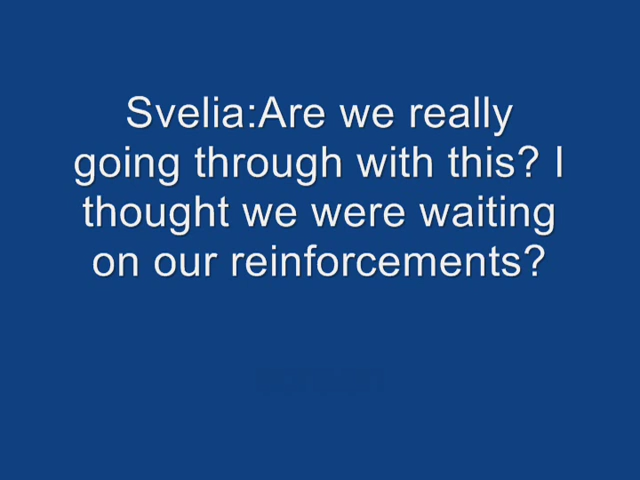 Svelia:Are we really
going through with this? I
thought we were waiting
on our reinforcements?